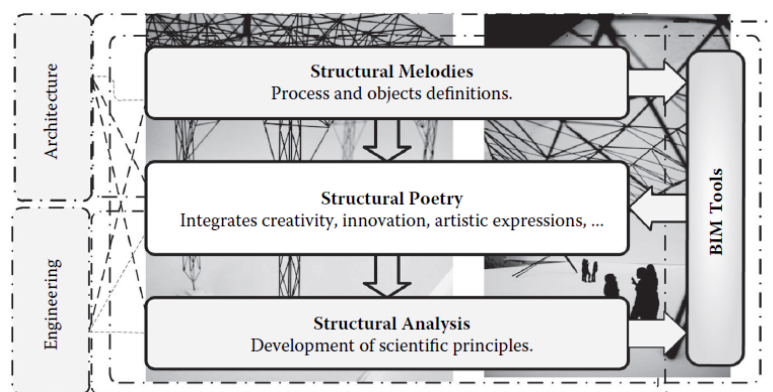 Architecture
Engineering
Structural Melodies
Process and objects definitions.
Structural Poetry
Integrates creativity, innovation, artistic expressions, ...
Structural Analysis
Development of scientific principles.
BIM Tools